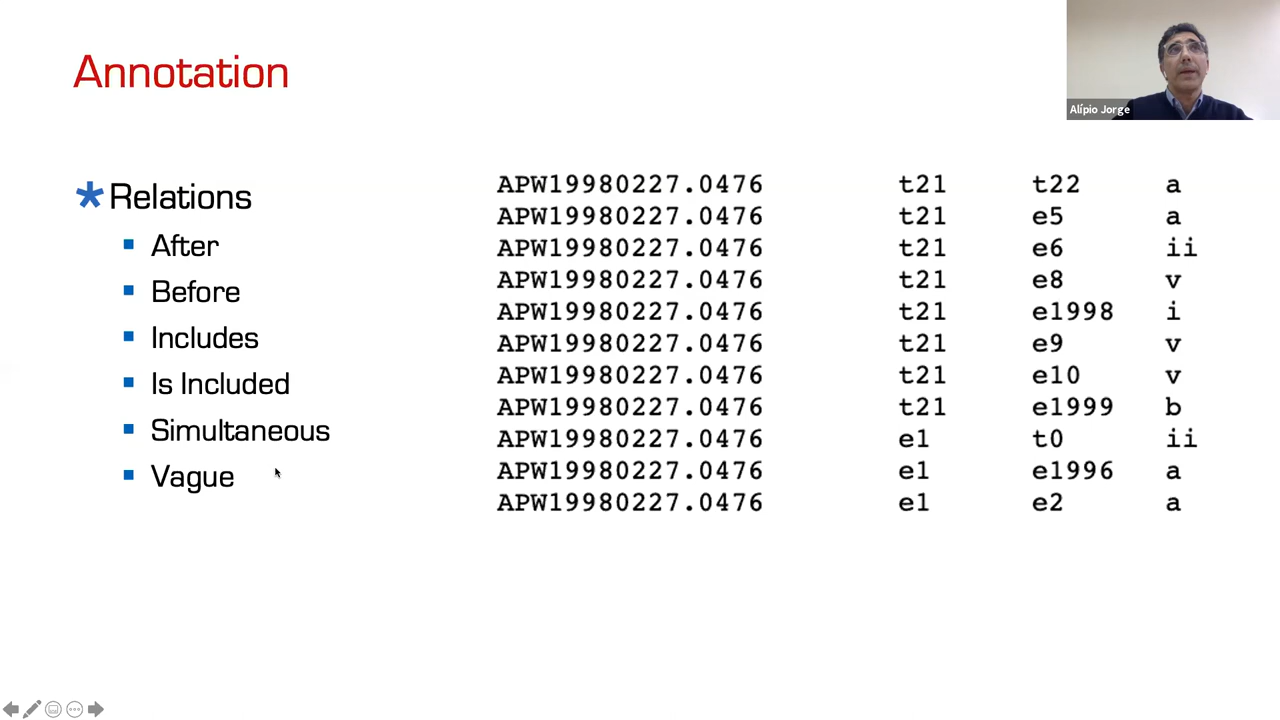 Annotation
Alípio Jorge
Relations
After
Before
Includes
Is Included
Simultaneous
Vague
APW19980227.0476 t21 t22 a
APW19980227.0476 t21 e5 a
APW19980227.0476 t21 e6 ii
APW19980227.0476 t21 e8 v
APW19980227.0476 t21 e1998 i
APW19980227.0476 t21 e9 v
APW19980227.0476 t21 e10 v
APW19980227.0476 t21 e1999 b
APW19980227.0476 e1 t0 ii
APW19980227.0476 e1 e1996 a
APW19980227.0476 e1 e2 a